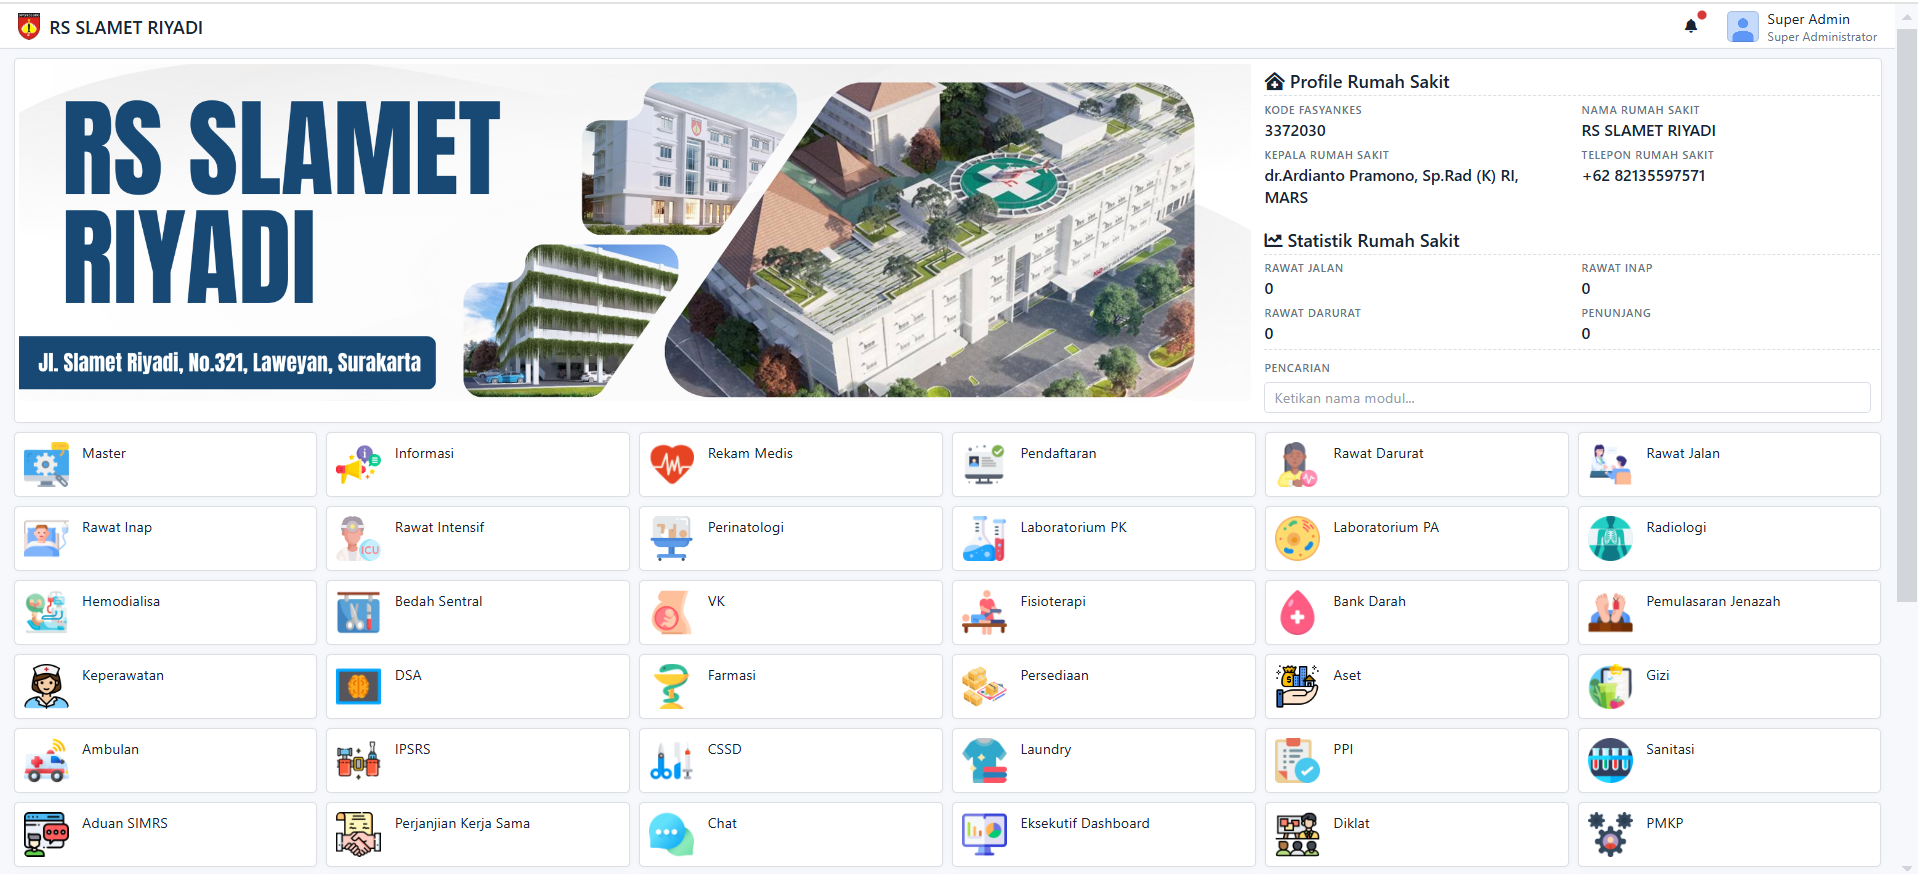 RS SLAMET RIYADI
Super Admin
Super Administrator
RS SLAMET
RIYADI
Jl. Slamet Riyadi, No.321, Laweyan, Surakarta
Profile Rumah Sakit
KODE FASYANKES
3372030
NAMA RUMAH SAKIT
RS SLAMET RIYADI
KEPALA RUMAH SAKIT
dr.Ardianto Pramono, Sp.Rad (K) RI,
MARS
TELEPON RUMAH SAKIT
+62 82135597571
Statistik Rumah Sakit
RAWAT JALAN
0
RAWAT INAP
0
RAWAT DARURAT
0
PENUNJANG
0
PENCARIAN
Ketikan nama modul...
Master
Informasi
Rekam Medis
Pendaftaran
Rawat Darurat
Rawat Jalan
Rawat Inap
Rawat Intensif
ICU
Perinatologi
Laboratorium PK
Laboratorium PA
Radiologi
Hemodialisa
Bedah Sentral
VK
Fisioterapi
Bank Darah
Pemulasaran Jenazah
Keperawatan
DSA
Farmasi
Persediaan
Aset
Gizi
Ambulan
IPSRS
CSSD
Laundry
PPI
Sanitasi
Aduan SIMRS
Perjanjian Kerja Sama
Chat
Eksekutif Dashboard
Diklat
PMKP